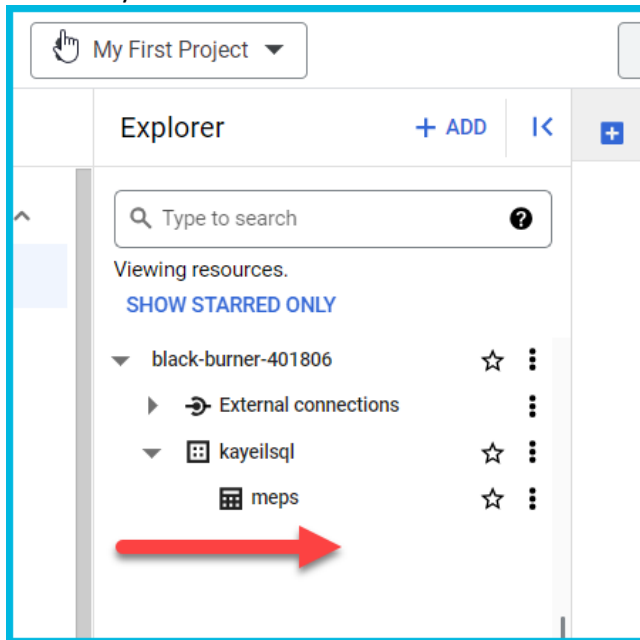 My First Project
Explorer
+ ADD
Type to search
Viewing resources.
SHOW STARRED ONLY
black-burner-401806
External connections
kayeilsql
meps